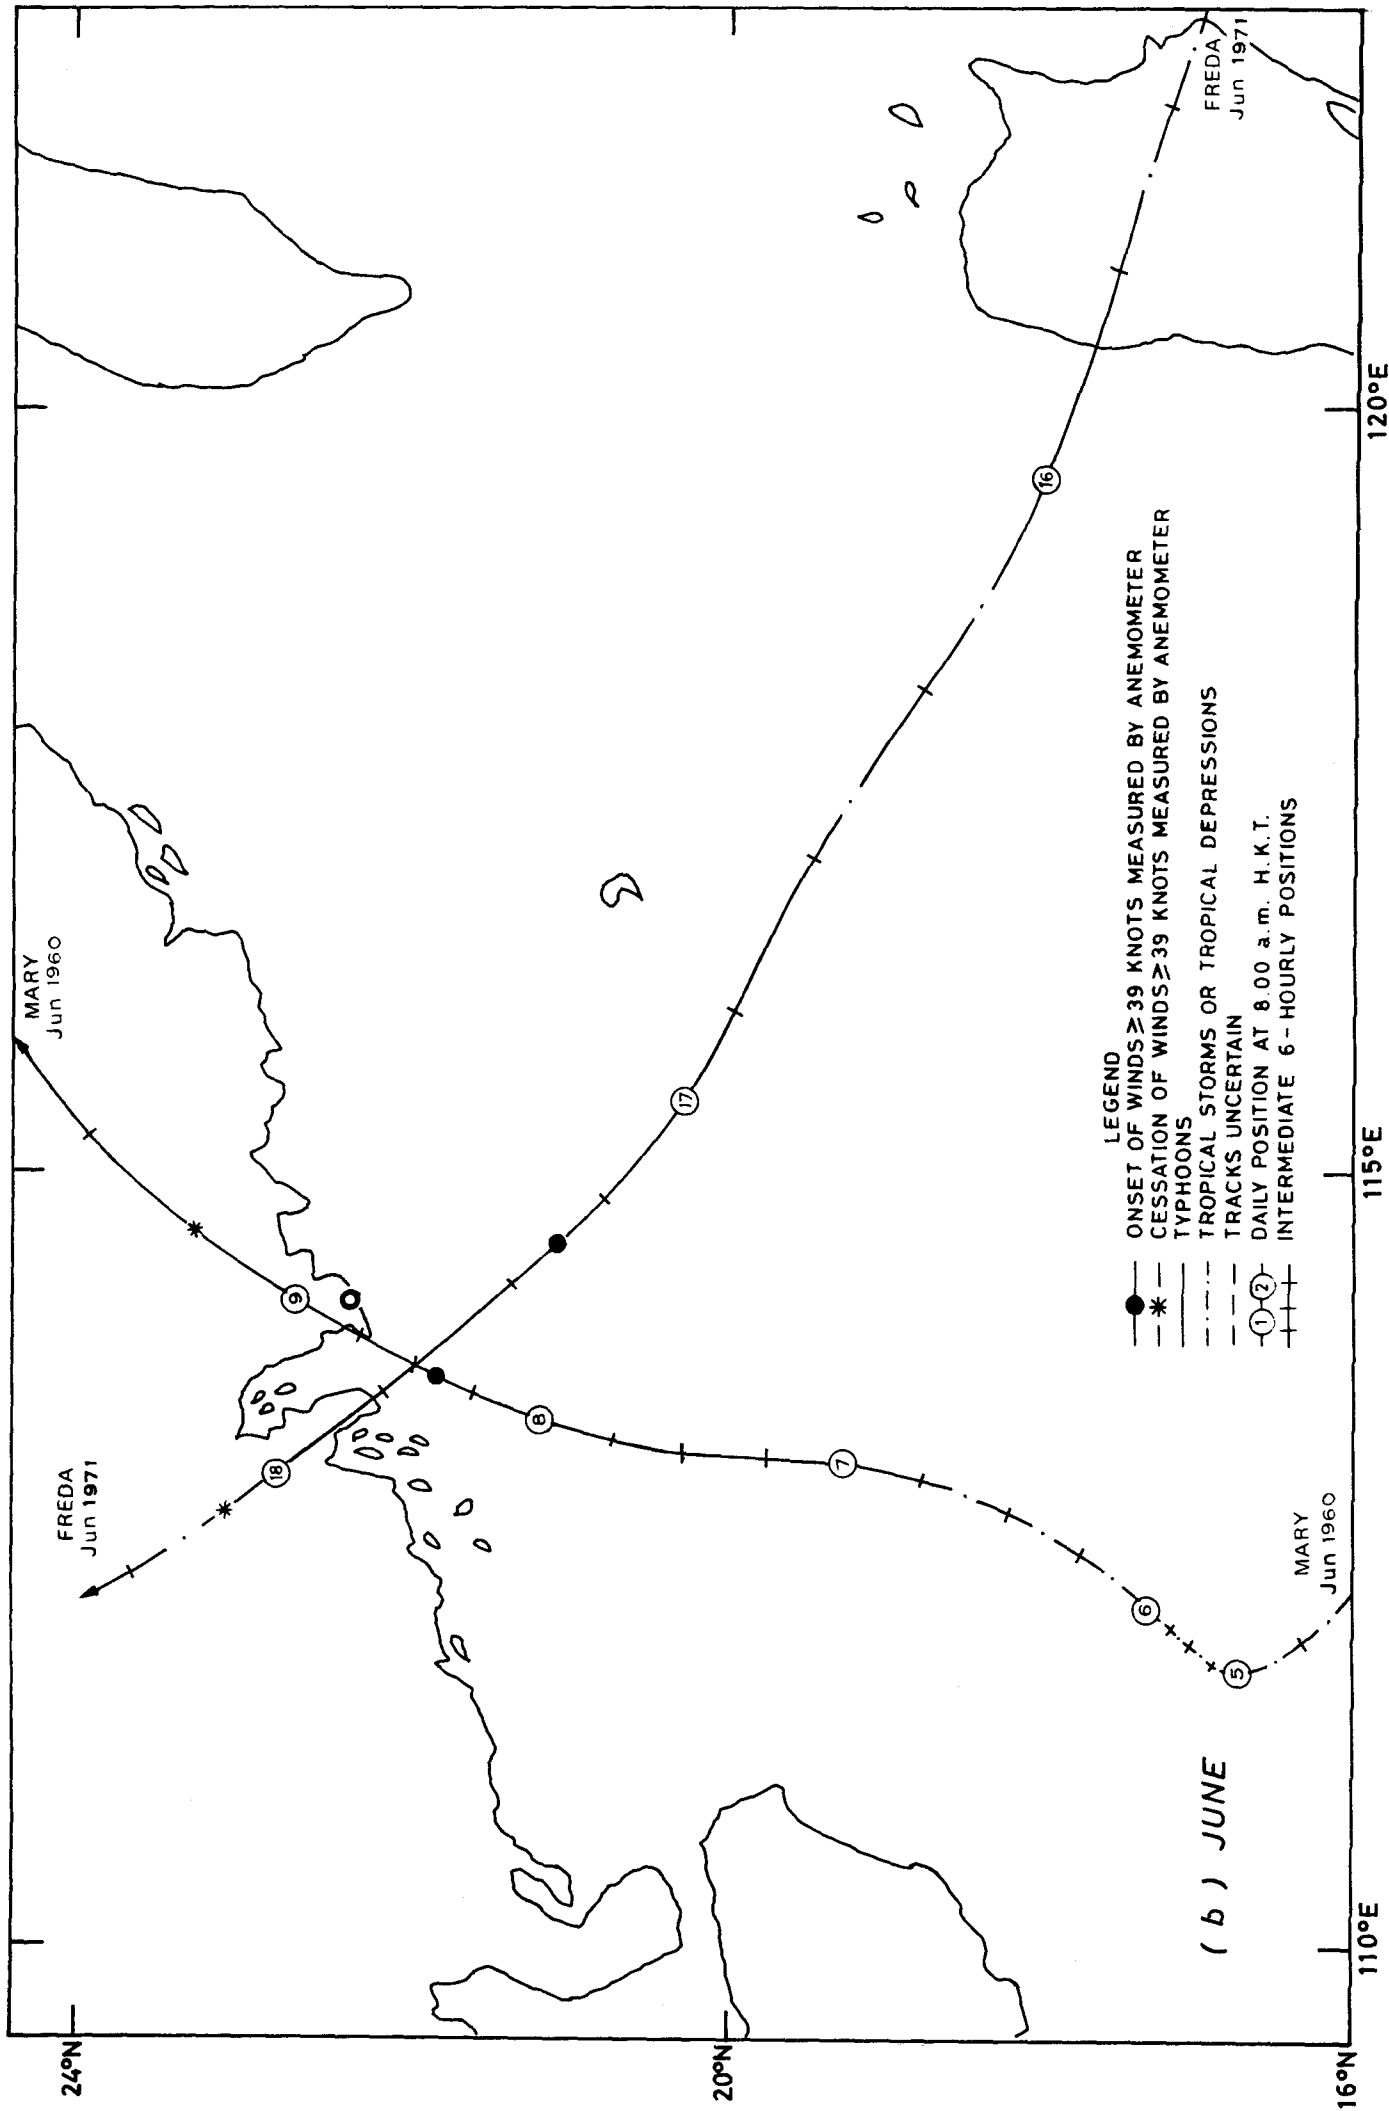 MARY
Jun 1960
FREDA
Jun 1971
24°N
20°N
16°N
9
18
8
17
7
16
6
5
FREDA
Jun 1971
MARY
Jun 1960
LEGEND
ONSET OF WINDS ≥ 39 KNOTS MEASURED BY ANEMOMETER
CESSATION OF WINDS ≥ 39 KNOTS MEASURED BY ANEMOMETER
TYPHOONS
TROPICAL STORMS OR TROPICAL DEPRESSIONS
TRACKS UNCERTAIN
1 2 DAILY POSITION AT 8.00 a.m. H.K.T.
INTERMEDIATE 6-HOURLY POSITIONS
(b) JUNE
110°E
115°E
120°E